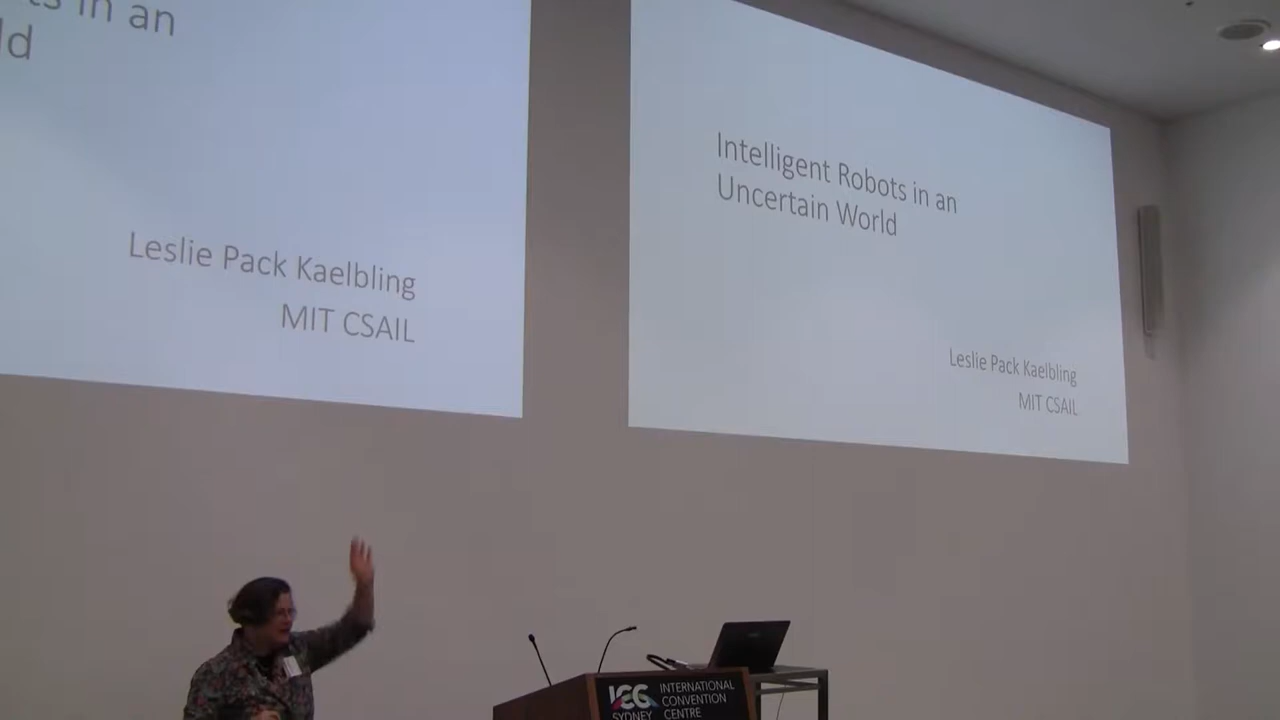 ts in an
ld
Leslie Pack Kaelbling
MIT CSAIL
Intelligent Robots in an
Uncertain World
Leslie Pack Kaelbling
MIT CSAIL
ICC
SYDNEY
INTERNATIONAL
CONVENTION
CENTRE